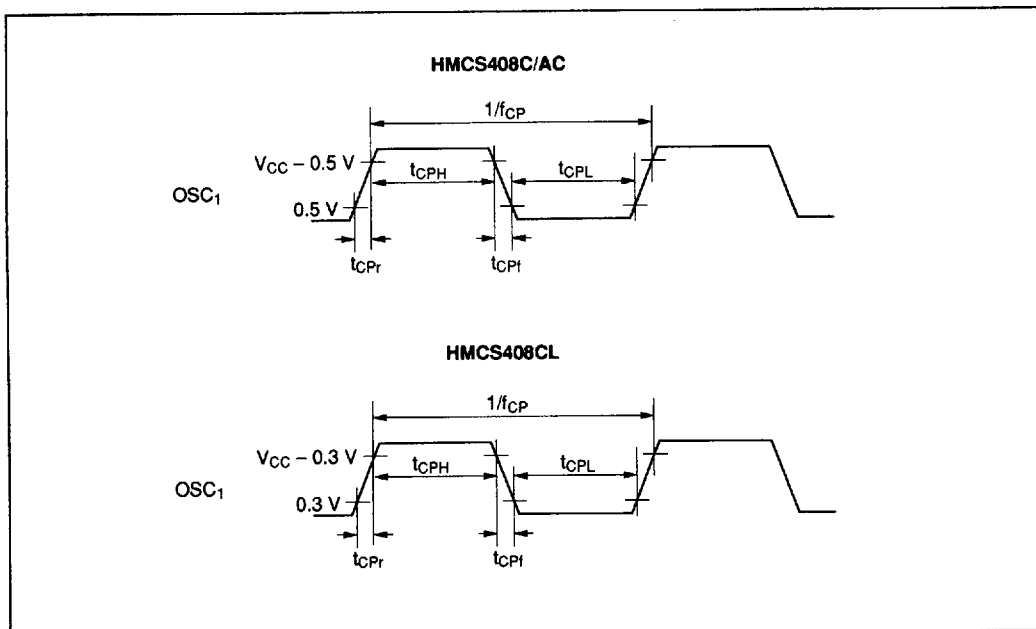 HMCS408C/AC
1/fCP
VCC – 0.5 V
tCPH
tCPL
OSC1
0.5 V
tCPr
tCPf
HMCS408CL
1/fCP
VCC – 0.3 V
tCPH
tCPL
OSC1
0.3 V
tCPr
tCPf